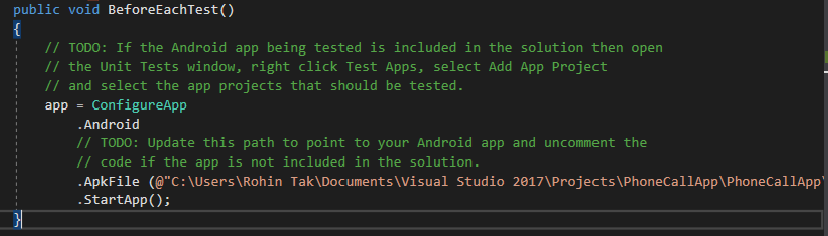 public void BeforeEachTest()
{
// TODO: If the Android app being tested is included in the solution then open
// the Unit Tests window, right click Test Apps, select Add App Project
// and select the app projects that should be tested.
app = ConfigureApp
.Android
// TODO: Update this path to point to your Android app and uncomment the
// code if the app is not included in the solution.
.ApkFile (@"C:\Users\Rohin Tak\Documents\Visual Studio 2017\Projects\PhoneCallApp\PhoneCallApp\
.StartApp();
}